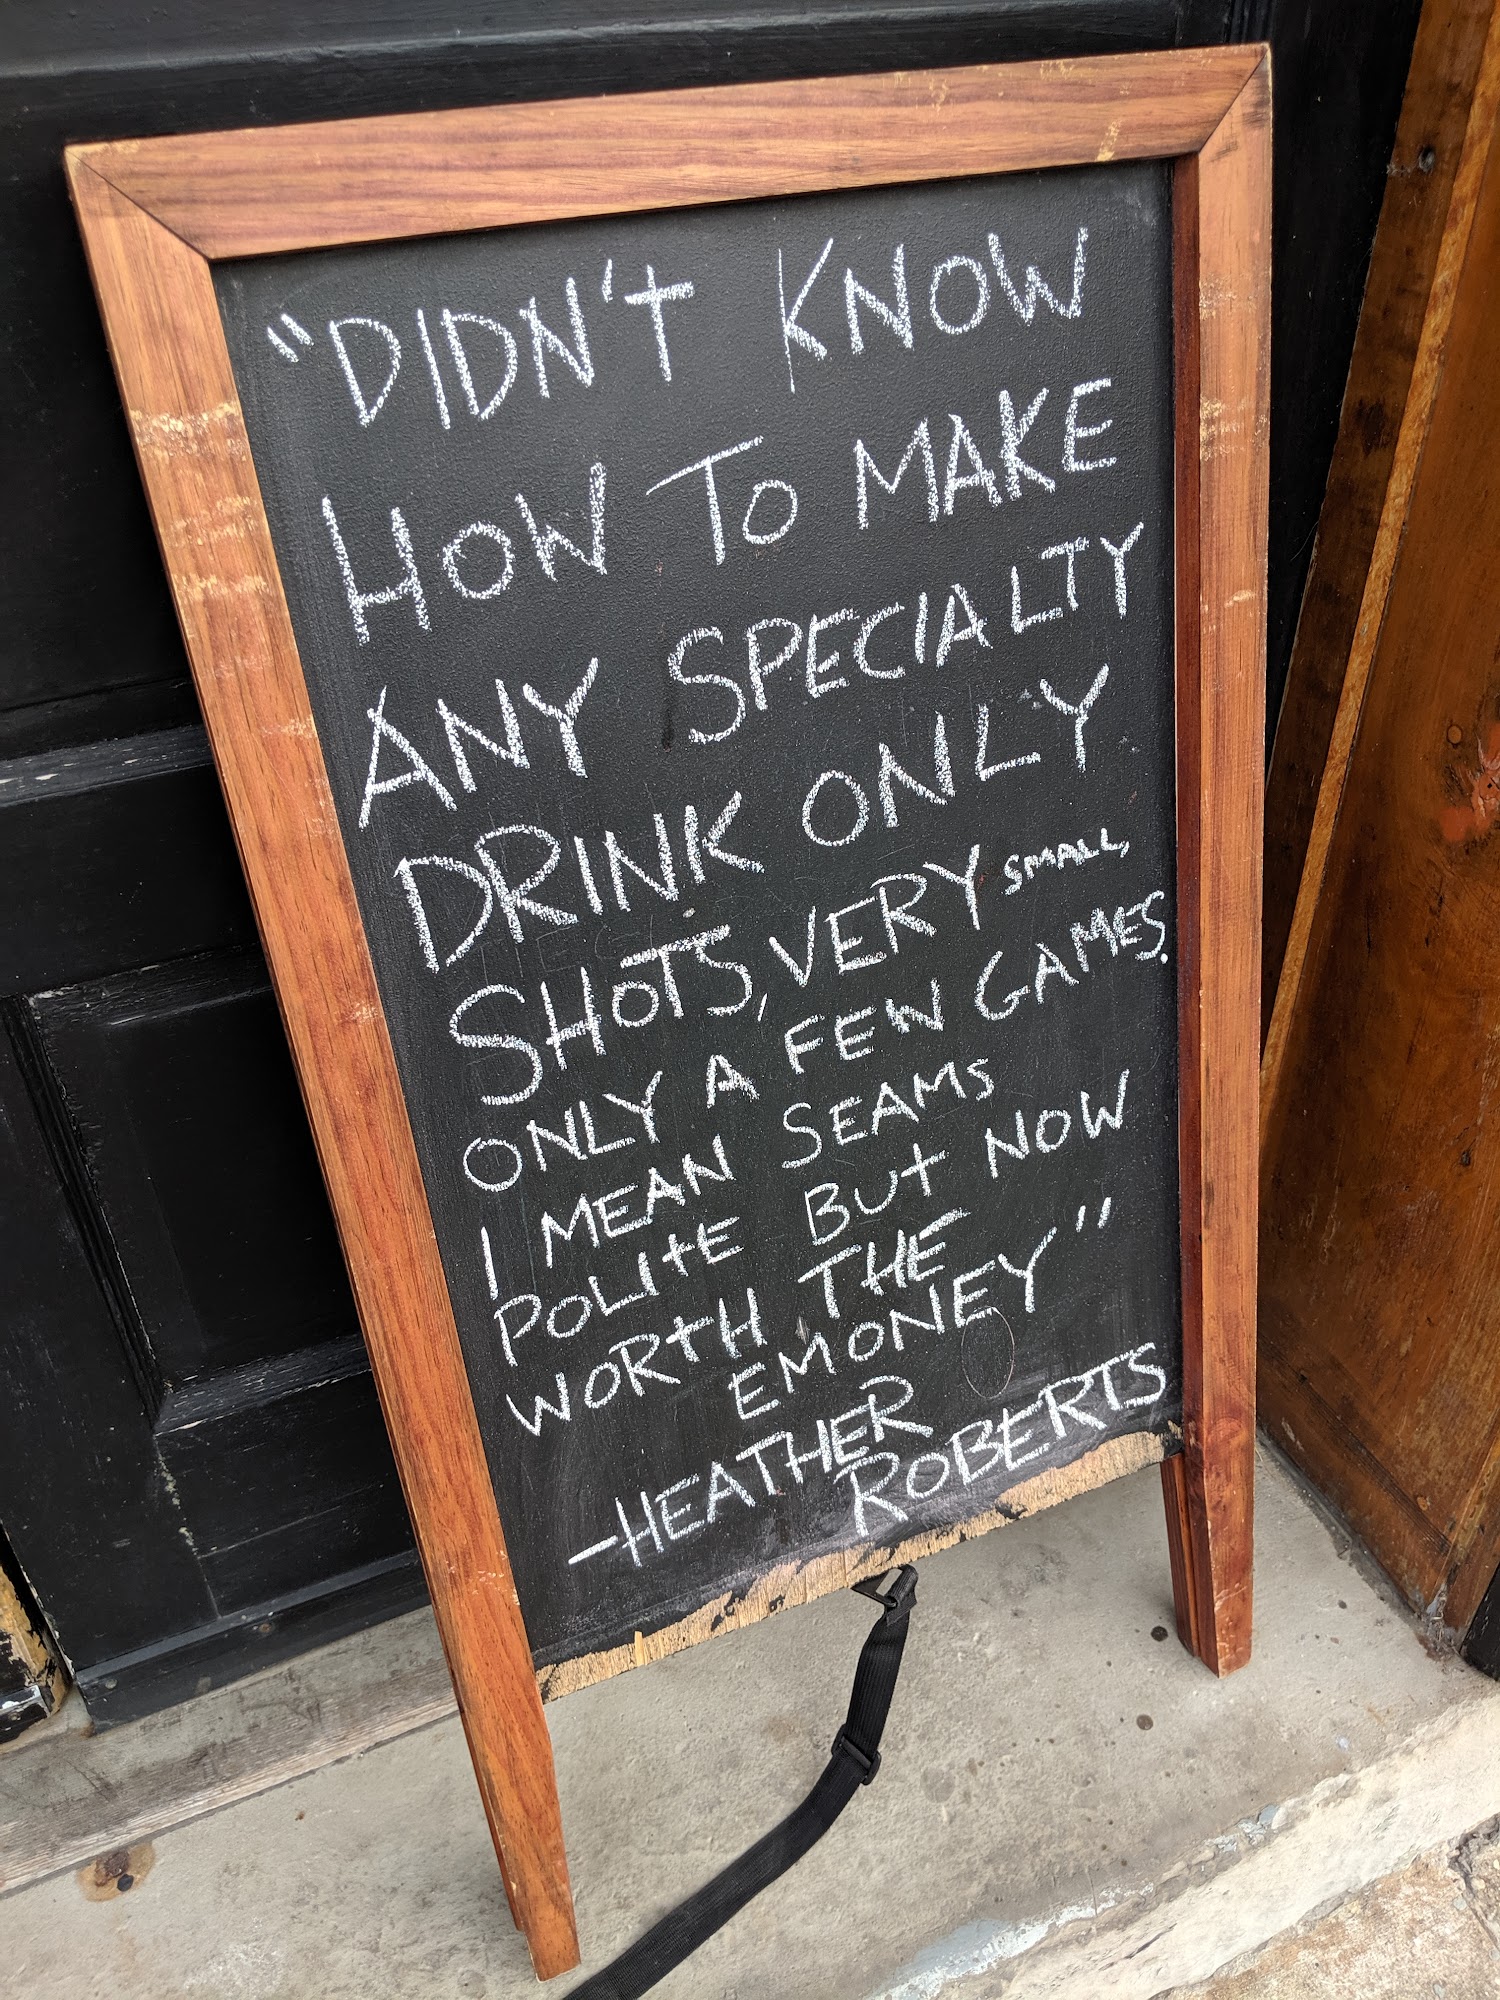 "DIDN'T KNOW
HOW TO MAKE
ANY SPECIALTY
DRINK ONLY
SHOTS, VERY SMALL,
ONLY A FEW GAMES.
I MEAN SEAMS
POLITE BUT NOW
WORTH THE
EMONEY"
-HEATHER
ROBERTS